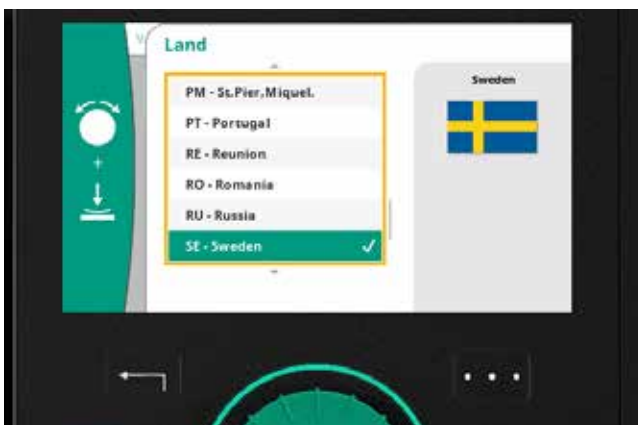 Land
PM - St.Pier.Miquel.
PT - Portugal
RE - Reunion
RO - Romania
RU - Russia
SE - Sweden
Sweden